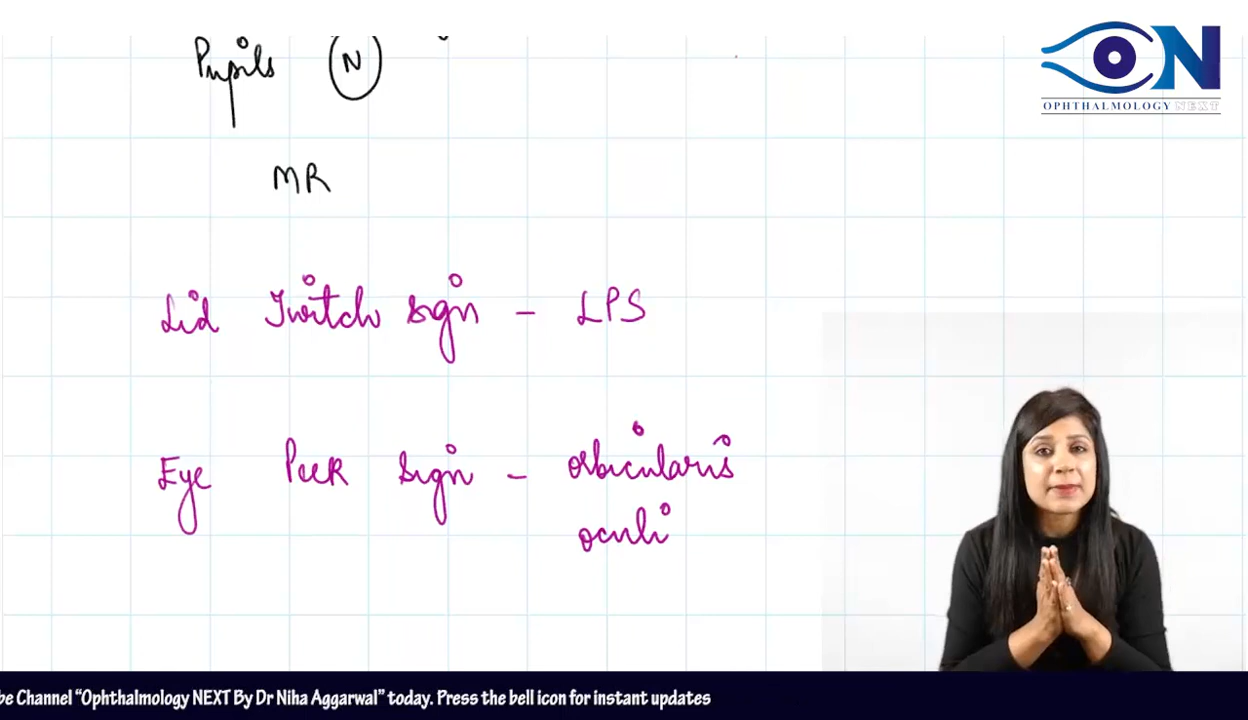 Pupils N
ON
OPHTHALMOLOGY NEXT
MR
Lid Twitch sign - LPS
Eye Peek sign - orbicularis
oculi
be Channel “Ophthalmology NEXT By Dr Niha Aggarwal” today. Press the bell icon for instant updates